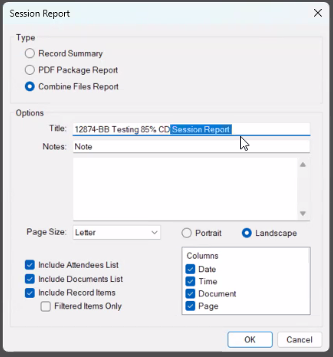 Session Report
Type
Record Summary
PDF Package Report
Combine Files Report
Options
Title: 12874-BB Testing 85% CD Session Report
Notes: Note
Page Size: Letter Portrait Landscape
Include Attendees List
Include Documents List
Include Record Items
Filtered Items Only
Columns
Date
Time
Document
Page
OK Cancel